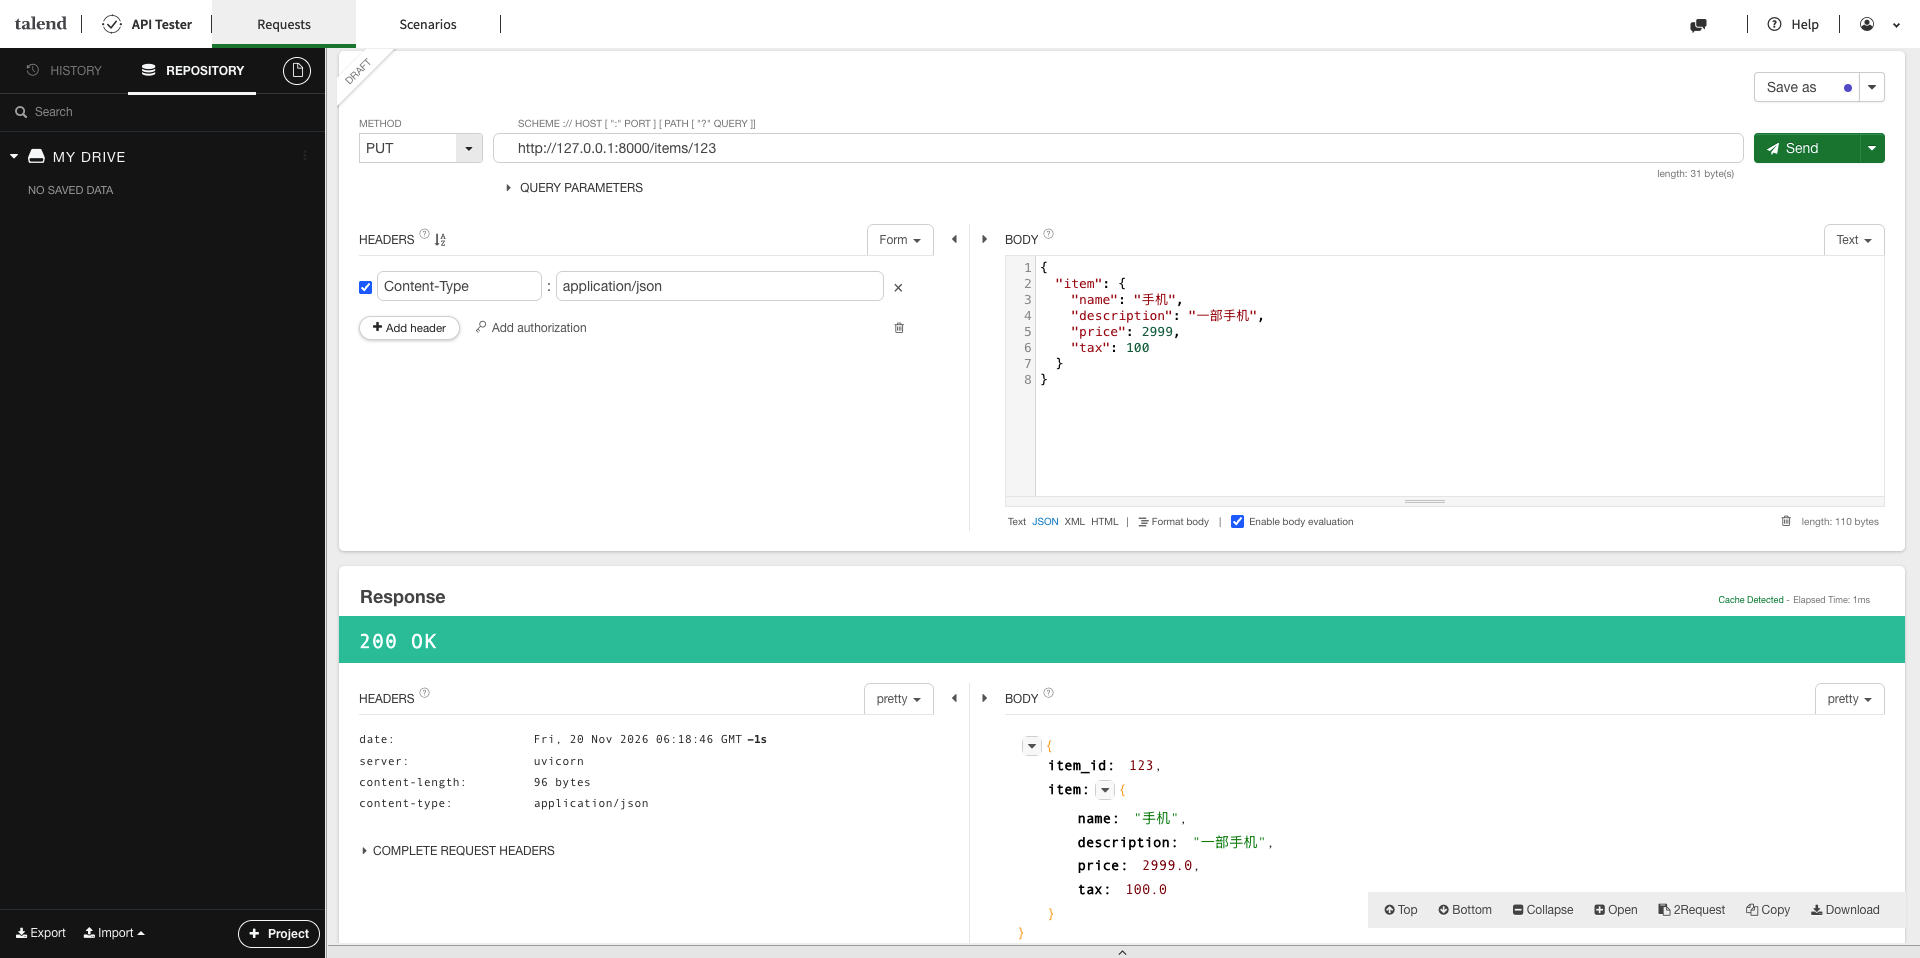 talend
API Tester
Requests
Scenarios
Help
HISTORY
REPOSITORY
Search
MY DRIVE
NO SAVED DATA
Export
Import
+ Project
DRAFT
Save as
METHOD
SCHEME :// HOST [ ":" PORT ] [ PATH [ "?" QUERY ]]
PUT
http://127.0.0.1:8000/items/123
Send
length: 31 byte(s)
QUERY PARAMETERS
HEADERS
Form
Content-Type : application/json
+ Add header
Add authorization
BODY
Text
1 {
2 "item": {
3 "name": "手机",
4 "description": "一部手机",
5 "price": 2999,
6 "tax": 100
7 }
8 }
Text JSON XML HTML | Format body | Enable body evaluation
length: 110 bytes
Response
Cache Detected - Elapsed Time: 1ms
200 OK
HEADERS
pretty
date: Fri, 20 Nov 2026 06:18:46 GMT -1s
server: uvicorn
content-length: 96 bytes
content-type: application/json
COMPLETE REQUEST HEADERS
BODY
pretty
{
item_id: 123,
item: {
name: "手机",
description: "一部手机",
price: 2999.0,
tax: 100.0
}
}
Top
Bottom
Collapse
Open
2Request
Copy
Download